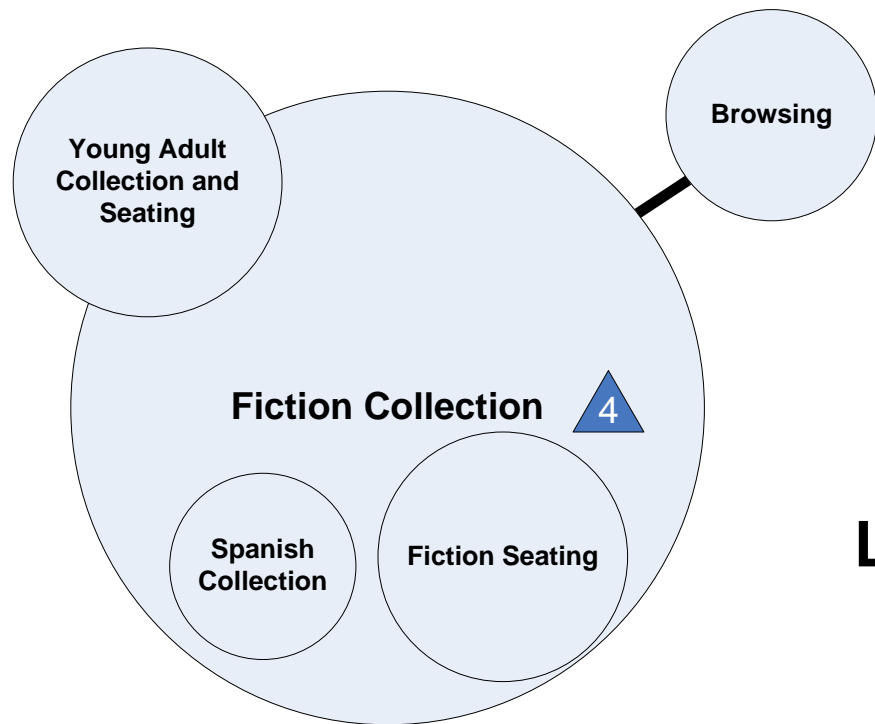 Browsing
Young Adult
Collection and
Seating
Fiction Collection
4
Spanish
Collection
Fiction Seating
L